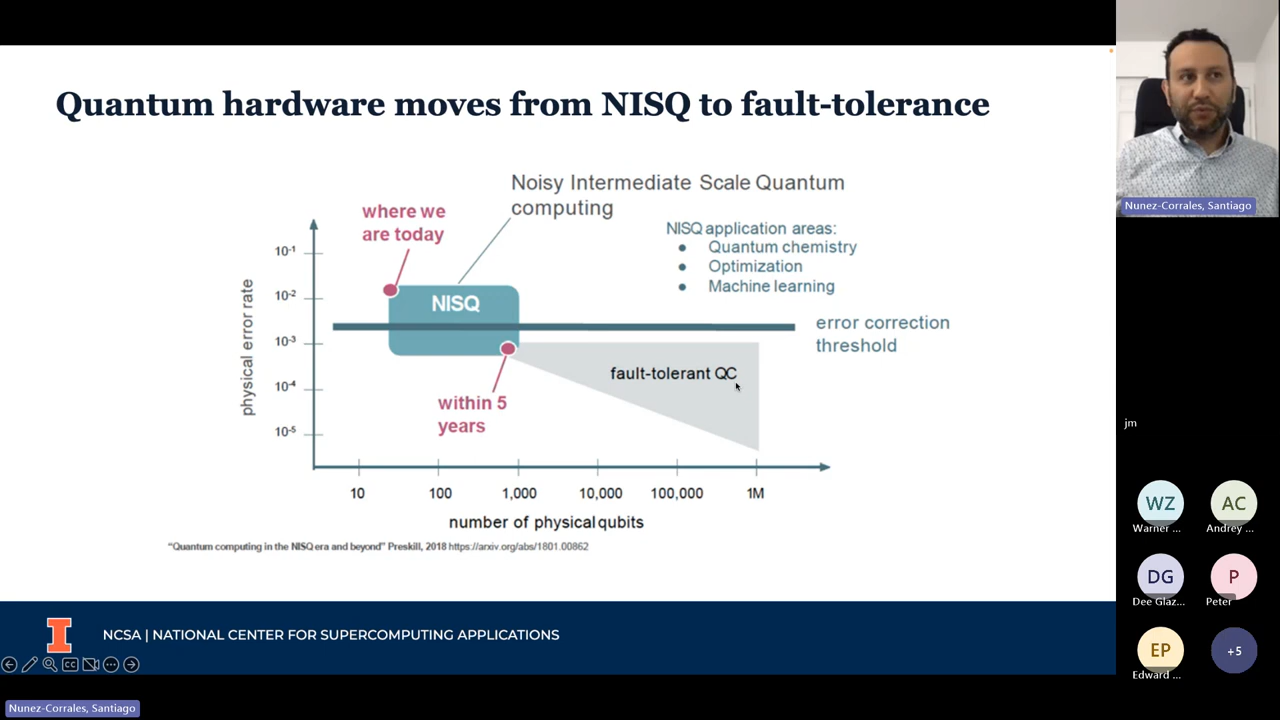 Quantum hardware moves from NISQ to fault-tolerance
Noisy Intermediate Scale Quantum
computing
where we
are today
NISQ application areas:
Quantum chemistry
Optimization
Machine learning
10-1
10-2
10-3
10-4
10-5
physical error rate
NISQ
error correction
threshold
fault-tolerant QC
within 5
years
10
100
1,000
10,000
100,000
1M
number of physical qubits
"Quantum computing in the NISQ era and beyond" Preskill, 2018 https://arxiv.org/abs/1801.00862
I
NCSA | NATIONAL CENTER FOR SUPERCOMPUTING APPLICATIONS
CC
Nunez-Corrales, Santiago
Nunez-Corrales, Santiago
jm
WZ
AC
Warner ...
Andrey ...
DG
P
Dee Glaz...
Peter
EP
+5
Edward ...